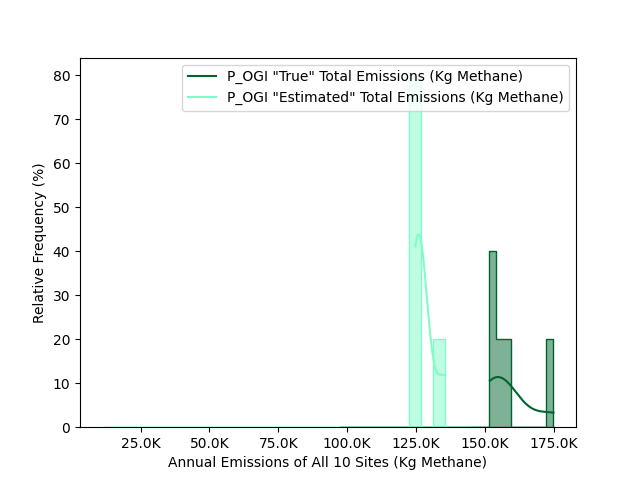 P_OGI "True" Total Emissions (Kg Methane)
P_OGI "Estimated" Total Emissions (Kg Methane)
80
70
60
50
40
30
20
10
0
Relative Frequency (%)
25.0K 50.0K 75.0K 100.0K 125.0K 150.0K 175.0K
Annual Emissions of All 10 Sites (Kg Methane)